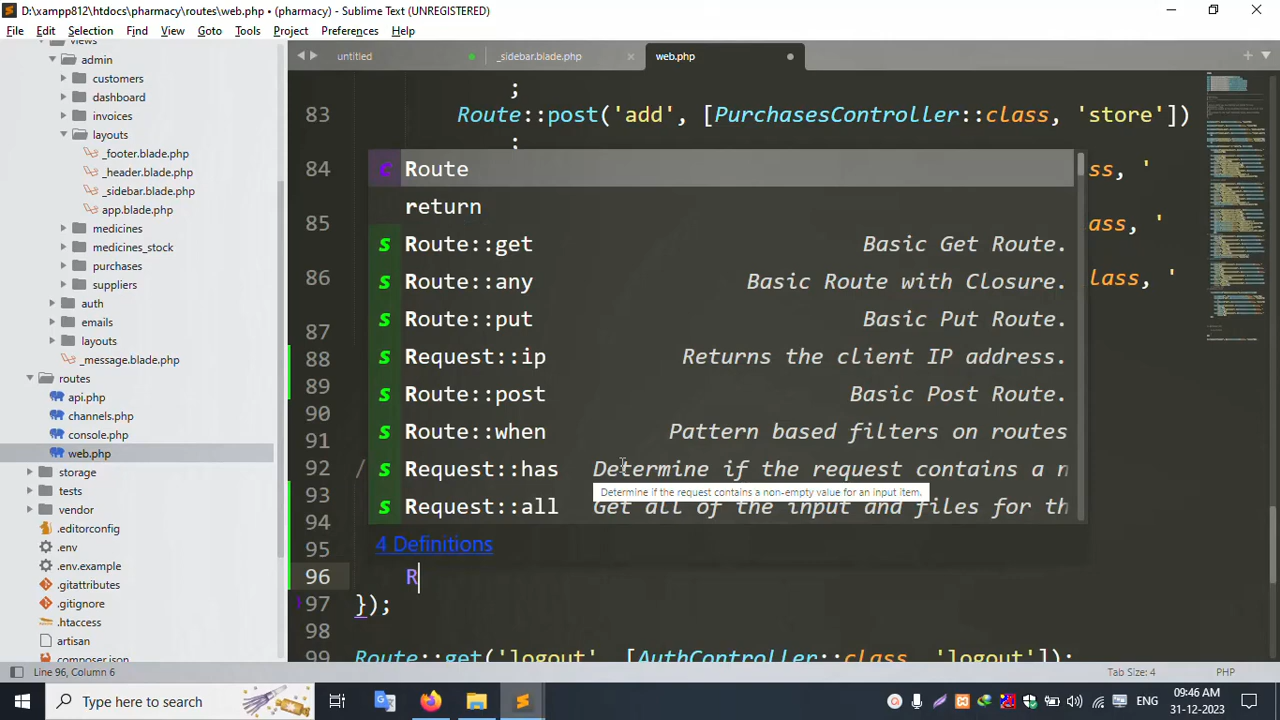 D:\xampp812\htdocs\pharmacy\routes\web.php • (pharmacy) - Sublime Text (UNREGISTERED)
File Edit Selection Find View Goto Tools Project Preferences Help
views
admin
customers
dashboard
invoices
layouts
_footer.blade.php
_header.blade.php
_sidebar.blade.php
app.blade.php
medicines
medicines_stock
purchases
suppliers
auth
emails
layouts
_message.blade.php
routes
api.php
channels.php
console.php
web.php
storage
tests
vendor
.editorconfig
.env
.env.example
.gitattributes
.gitignore
.htaccess
artisan
composer.json
untitled _sidebar.blade.php web.php
;
83 Route::post('add', [PurchasesController::class, 'store'])
;
84 ss, '
85 ass, '
86 class, '
87
88
89
90
91
92 /
93
94
95
96 R
97 });
98
99 Route::get('logout', [AuthController::class, 'logout']);
c Route
return
s Route::get Basic Get Route.
s Route::any Basic Route with Closure.
s Route::put Basic Put Route.
s Request::ip Returns the client IP address.
s Route::post Basic Post Route.
s Route::when Pattern based filters on routes
s Request::has Determine if the request contains a n
Determine if the request contains a non-empty value for an input item.
s Request::all Get all of the input and files for th
4 Definitions
Line 96, Column 6 Tab Size: 4 PHP
Type here to search
ENG
09:46 AM
31-12-2023